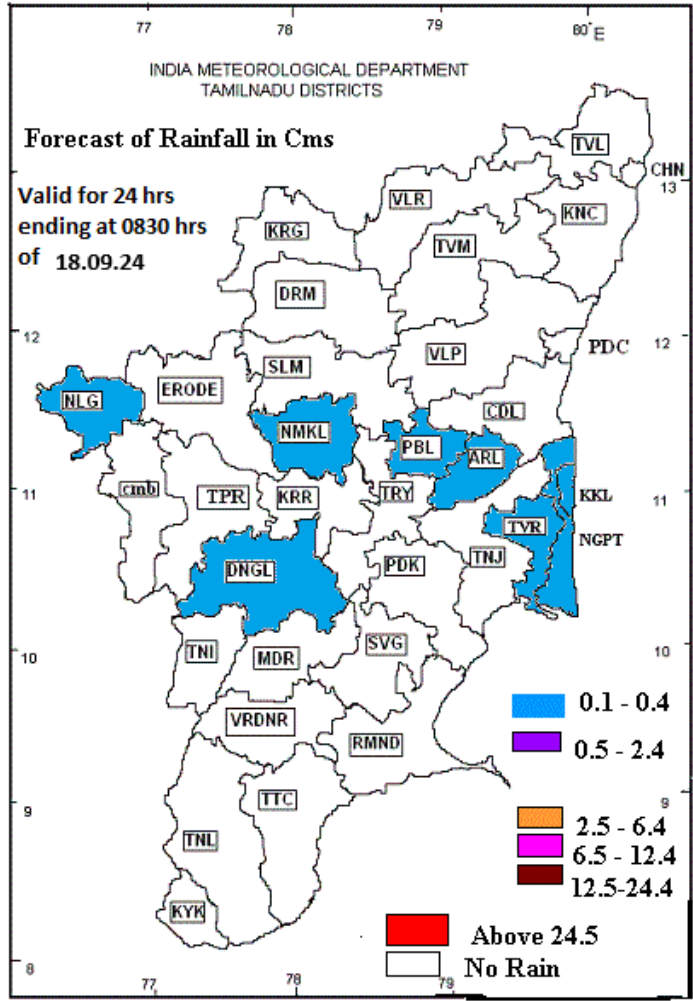 77 78 79 80° E
INDIA METEOROLOGICAL DEPARTMENT
TAMILNADU DISTRICTS
Forecast of Rainfall in Cms
TVL
CHN
13
Valid for 24 hrs
ending at 0830 hrs
of 18.09.24
VLR
KNC
KRG
TVM
DRM
12
12
PDC
VLP
SLM
ERODE
NLG
CDL
NMKL
PBL
ARL
cmb
TPR
KRR
TRY
KKL
11
11
TVR
NGPT
DNGL
PDK
TNJ
TNI
MDR
SVG
10
10
0.1 - 0.4
VRDNR
RMND
0.5 - 2.4
TTC
9
9
2.5 - 6.4
TNL
6.5 - 12.4
12.5-24.4
KYK
Above 24.5
No Rain
8
77 78 79